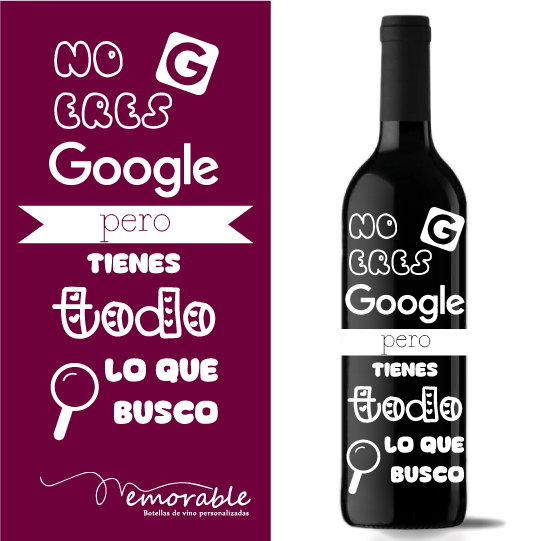 NO
G
ERES
Google
pero
TIENES
todo
LO QUE
BUSCO
Memorable
Botellas de vino personalizadas
NO
G
ERES
Google
pero
TIENES
todo
LO QUE
BUSCO